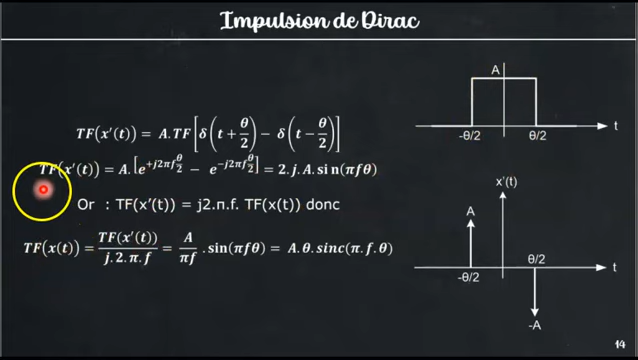 Impulsion de Dirac
TF(x′(t)) = A.TF[δ(t+θ/2) − δ(t−θ/2)]
TF(x′(t)) = A.[e^{+j2πfθ/2} − e^{−j2πfθ/2}] = 2.j.A.sin(πfθ)
Or : TF(x'(t)) = j2.π.f. TF(x(t)) donc
TF(x(t)) = TF(x′(t))/j.2.π.f = A/πf .sin(πfθ) = A.θ.sinc(π.f.θ)
A
-θ/2 θ/2 t
x'(t)
A
θ/2
-θ/2 t
-A
14